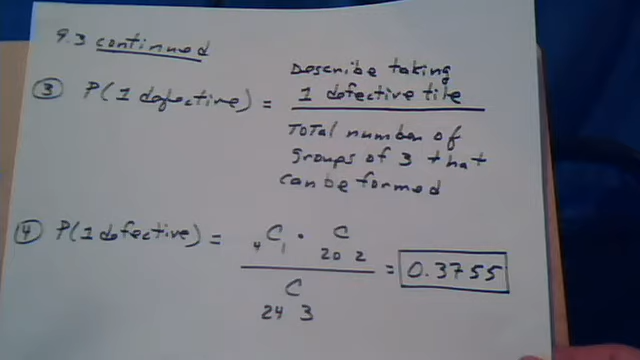 9.3 continued
③ P(1 defective) = Describe taking
1 defective tile
Total number of
groups of 3 that
can be formed
④ P(1 defective) = 4C1 · 20C2
24C3
= 0.3755